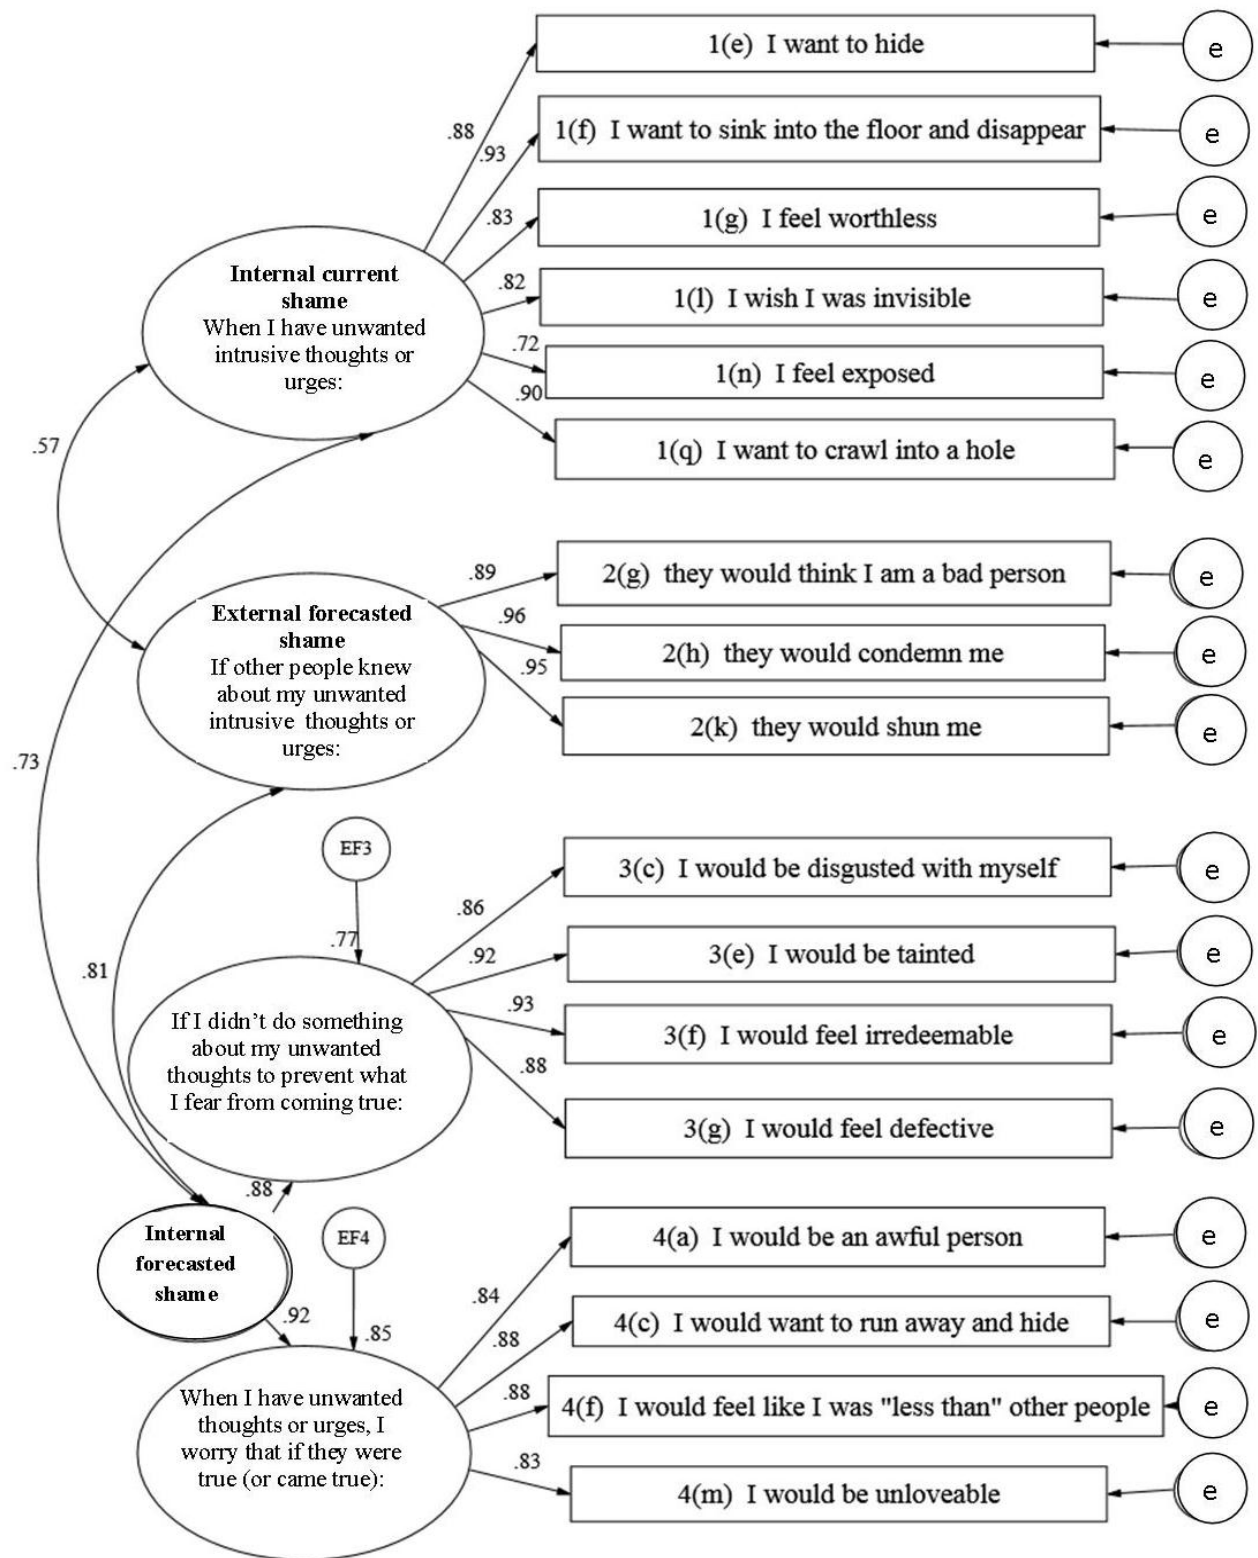 1(e) I want to hide
e
.88
.93
1(f) I want to sink into the floor and disappear
e
.83
1(g) I feel worthless
e
Internal current
shame
When I have unwanted
intrusive thoughts or
urges:
.82
1(l) I wish I was invisible
e
.72
1(n) I feel exposed
e
.90
1(q) I want to crawl into a hole
e
.57
.89
2(g) they would think I am a bad person
e
External forecasted
shame
If other people knew
about my unwanted
intrusive thoughts or
urges:
.96
2(h) they would condemn me
e
.95
2(k) they would shun me
e
.73
EF3
.77
.86
3(c) I would be disgusted with myself
e
.92
3(e) I would be tainted
e
.81
If I didn’t do something
about my unwanted
thoughts to prevent what
I fear from coming true:
.93
3(f) I would feel irredeemable
e
.88
3(g) I would feel defective
e
.88
Internal
forecasted
shame
EF4
.92
.85
.84
4(a) I would be an awful person
e
.88
4(c) I would want to run away and hide
e
When I have unwanted
thoughts or urges, I
worry that if they were
true (or came true):
.88
4(f) I would feel like I was "less than" other people
e
.83
4(m) I would be unloveable
e